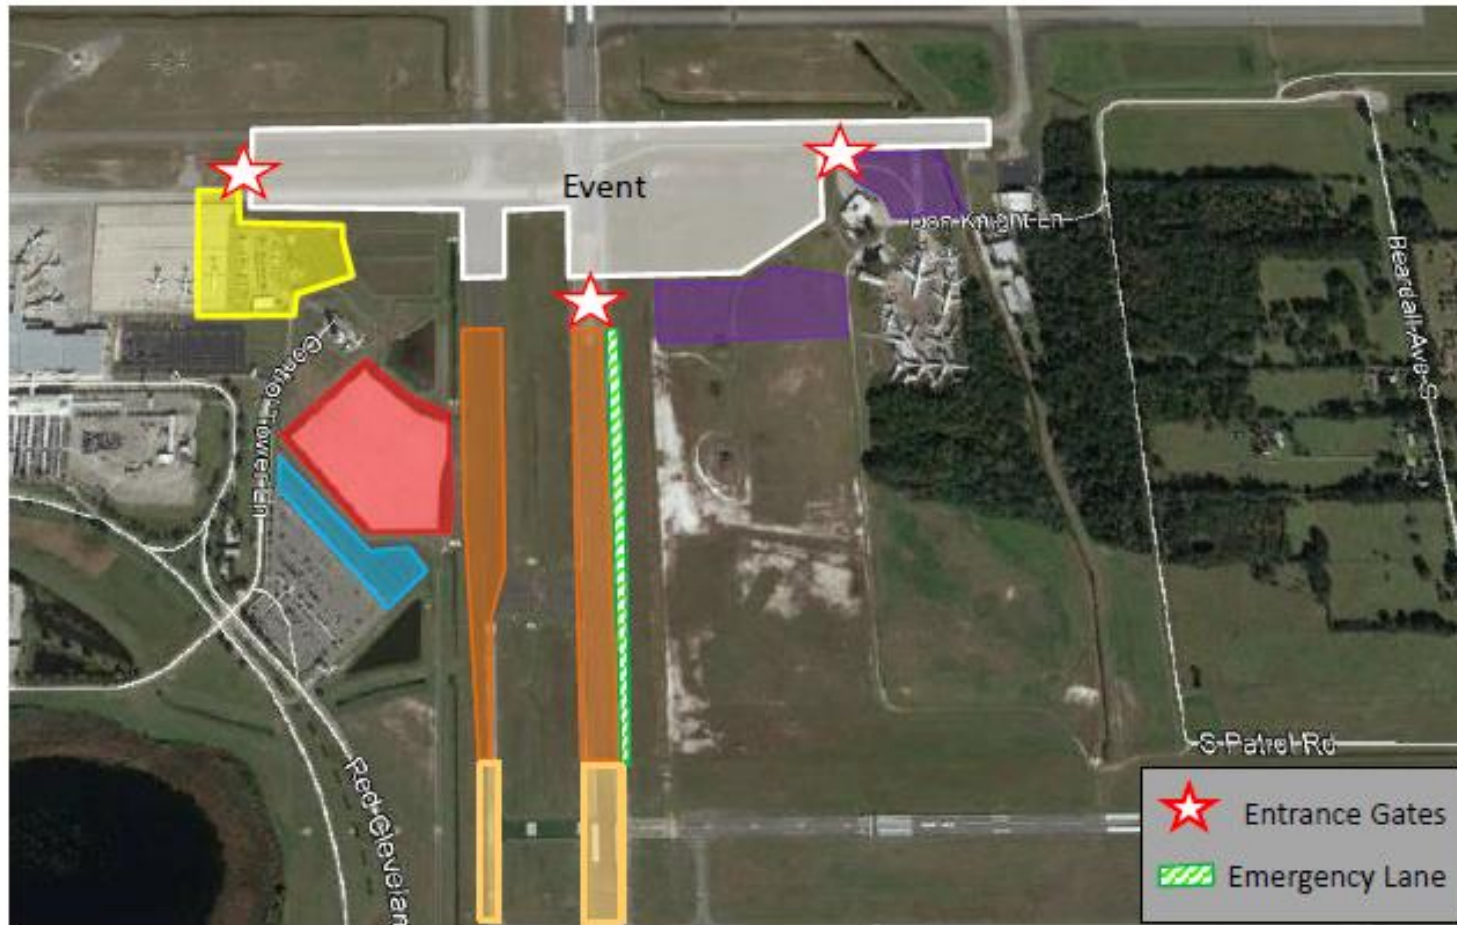 Event
Don Knight Ln
Beardall Ave S
Control Tower Ln
S Patrol Rd
Red Cleveland
Entrance Gates
Emergency Lane